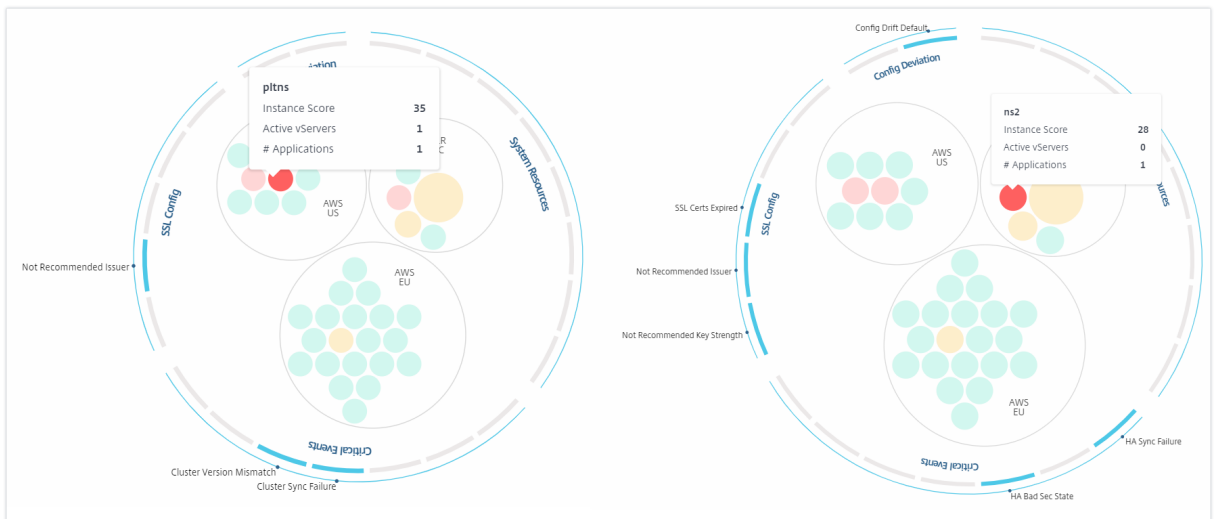 iation
pltns
Instance Score 35
Active vServers 1
# Applications 1
R
C
AWS
US
System Resources
SSL Config
Not Recommended Issuer
AWS
EU
Critical Events
Cluster Version Mismatch
Cluster Sync Failure
Config Drift Default
Config Deviation
ns2
Instance Score 28
Active vServers 0
# Applications 1
AWS
US
ources
SSL Certs Expired
SSL Config
Not Recommended Issuer
Not Recommended Key Strength
AWS
EU
HA Sync Failure
Critical Events
HA Bad Sec State